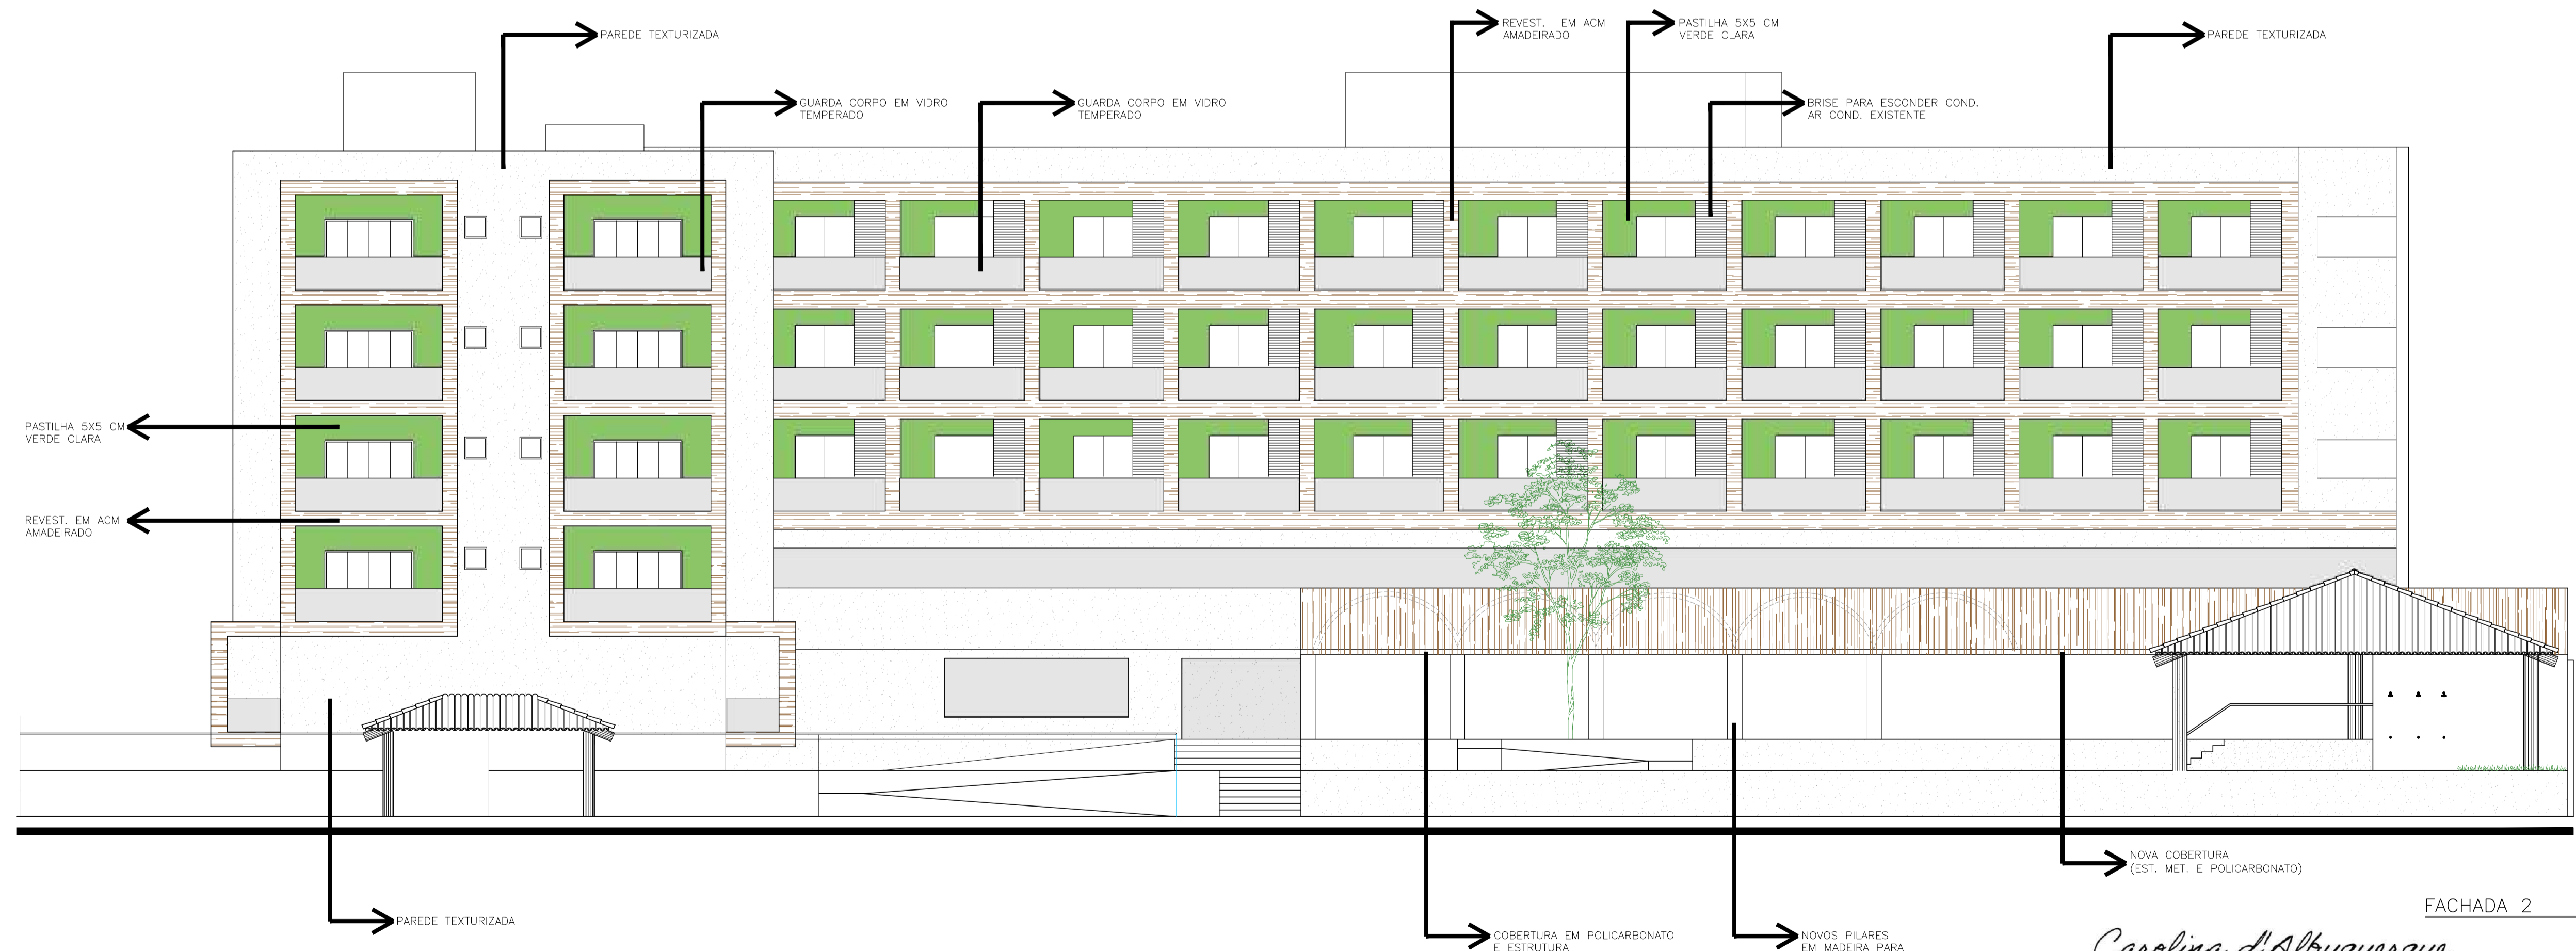 PAREDE TEXTURIZADA
REVEST. EM ACM
AMADEIRADO
PASTILHA 5X5 CM
VERDE CLARA
PAREDE TEXTURIZADA
GUARDA CORPO EM VIDRO
TEMPERADO
GUARDA CORPO EM VIDRO
TEMPERADO
BRISE PARA ESCONDER COND.
AR COND. EXISTENTE
PASTILHA 5X5 CM
VERDE CLARA
REVEST. EM ACM
AMADEIRADO
NOVA COBERTURA
(EST. MET. E POLICARBONATO)
FACHADA 2
PAREDE TEXTURIZADA
COBERTURA EM POLICARBONATO
E ESTRUTURA
NOVOS PILARES
EM MADEIRA PARA
Carolina d'Albuquerque